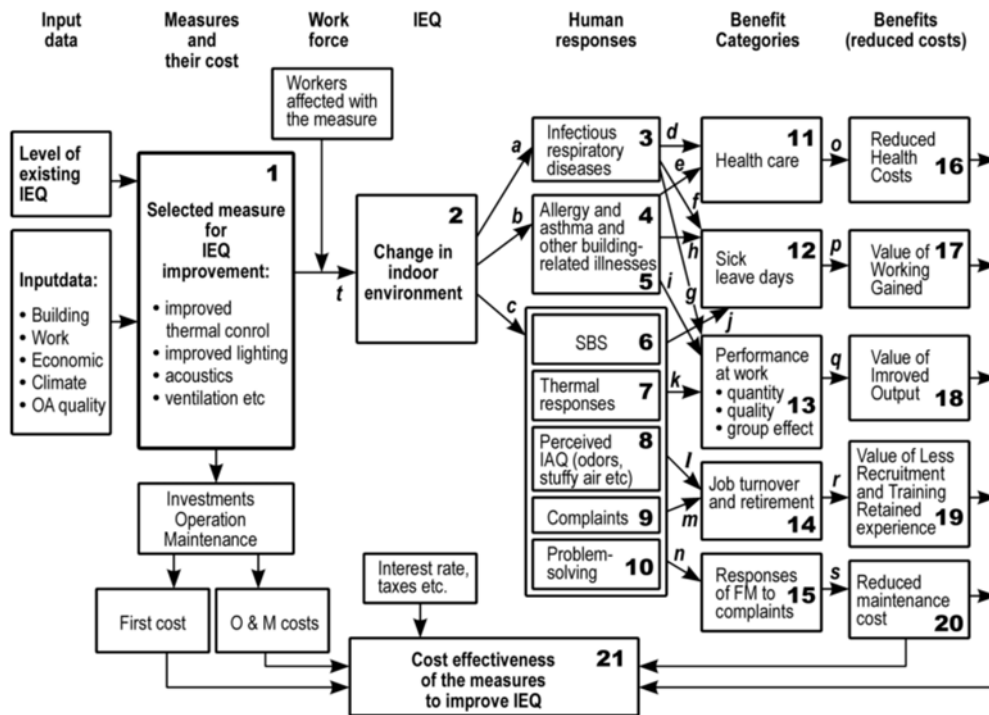 Input
data
Measures
and
their cost
Work
force
IEQ
Human
responses
Benefit
Categories
Benefits
(reduced costs)
Workers
affected with
the measure
Level of
existing
IEQ
Inputdata:
• Building
• Work
• Economic
• Climate
• OA quality
1
Selected measure
for
IEQ
improvement:
• improved
thermal conrol
• improved lighting
• acoustics
• ventilation etc
t
2
Change in
indoor
environment
a
b
c
Infectious
respiratory
diseases
3
Allergy and
asthma and
other building-
related illnesses
4
5
SBS
6
Thermal
responses
7
Perceived
IAQ (odors,
stuffy air etc)
8
Complaints
9
Problem-
solving
10
d
e
f
h
i
g
j
k
l
m
n
11
Health care
Sick
leave days
12
Performance
at work
• quantity
• quality
• group effect
13
Job turnover
and retirement
14
Responses
of FM to
complaints
15
o
p
q
r
s
Reduced
Health
Costs
16
Value of
Working
Gained
17
Value of
Imroved
Output
18
Value of Less
Recruitment
and Training
Retained
experience
19
Reduced
maintenance
cost
20
Investments
Operation
Maintenance
First cost
O & M costs
Interest rate,
taxes etc.
Cost effectiveness
of the measures
to improve IEQ
21